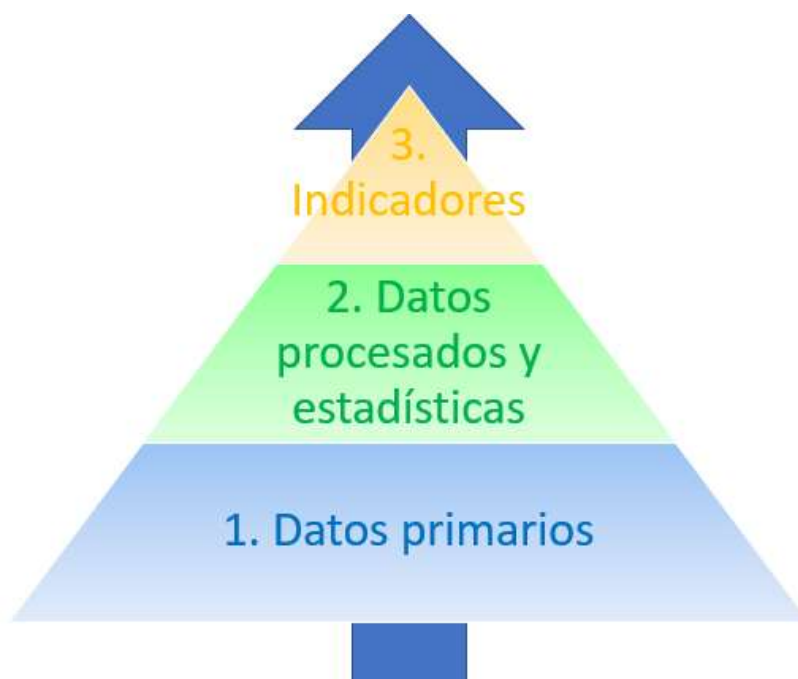 3.
Indicadores
2. Datos
procesados y
estadísticas
1. Datos primarios